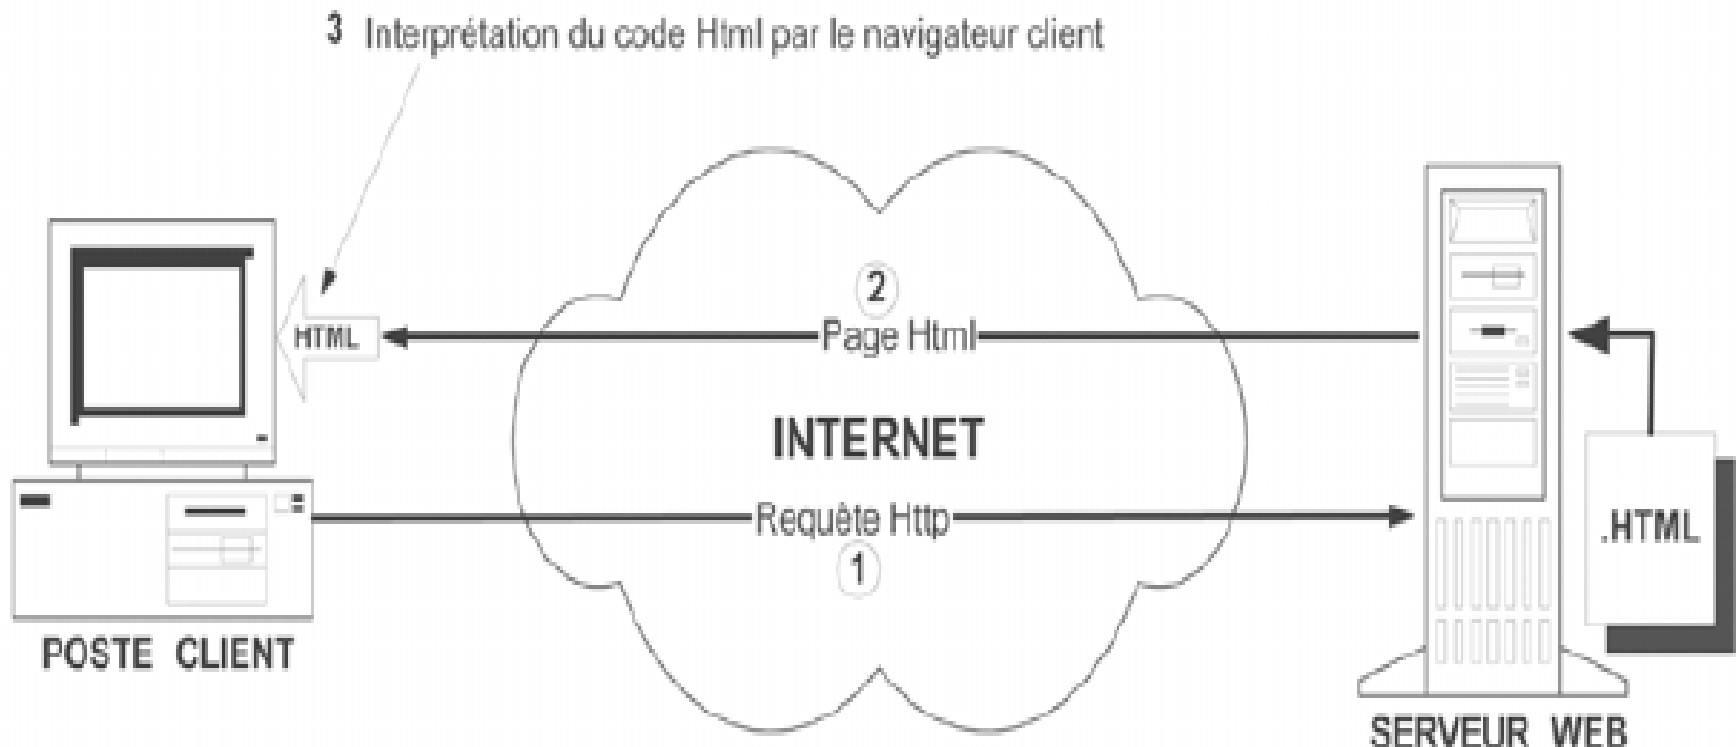 3 Interprétation du code Html par le navigateur client
2
HTML
Page Html
INTERNET
Requête Http
1
.HTML
POSTE CLIENT
SERVEUR WEB